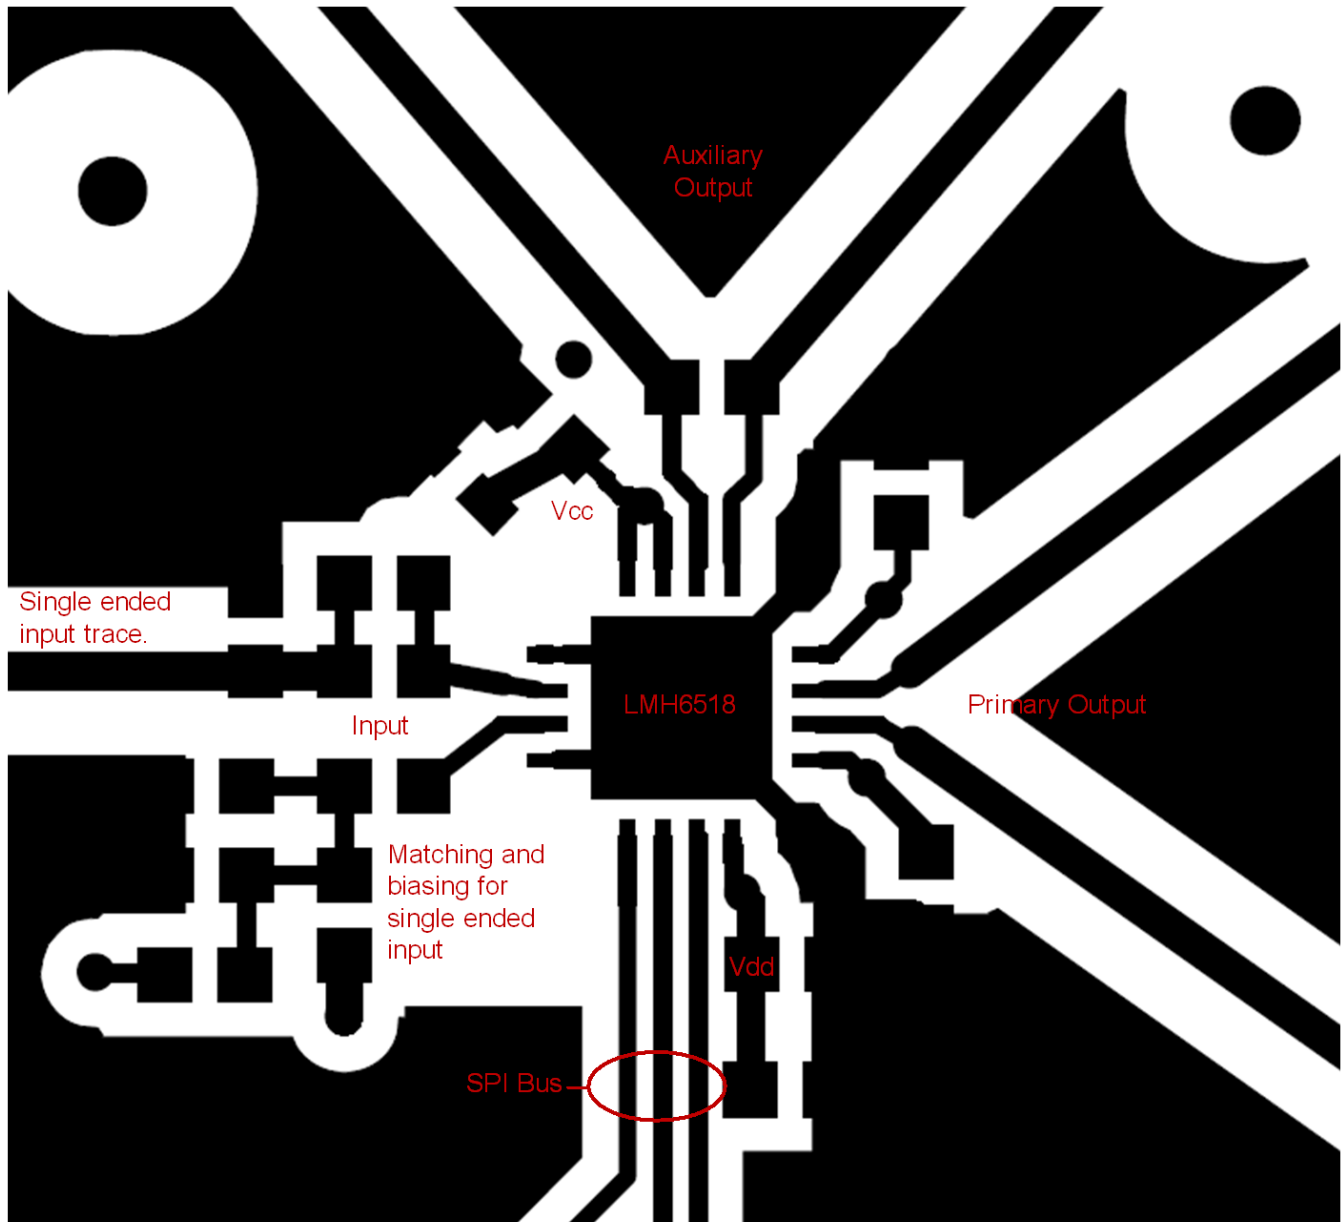 Auxiliary
Output
Vcc
Single ended
input trace.
LMH6518
Primary Output
Input
Matching and
biasing for
single ended
input
Vdd
SPI Bus